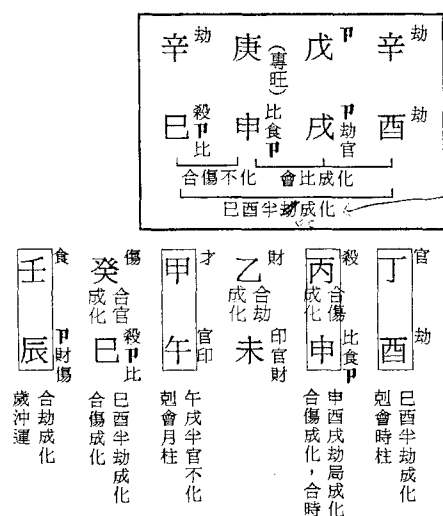 辛 劫
酉 劫
戊 卩
戌 卩劫官
庚 (專旺)
申 比食卩
辛 劫
巳 殺卩比
會比成化
合傷不化
巳酉半劫成化
丁 官
酉 劫
巳酉半劫成化
剋會時柱
丙 殺
合傷成化
申 比食卩
申酉戌劫局成化
合傷成化，合時
乙 財
合劫成化
未 印官財
甲 才
午 官印
午戌半官不化
剋會月柱
癸 傷
合官成化
巳 殺卩比
巳酉半劫成化
合傷成化
壬 食
辰 卩財傷
合劫成化
歲沖運